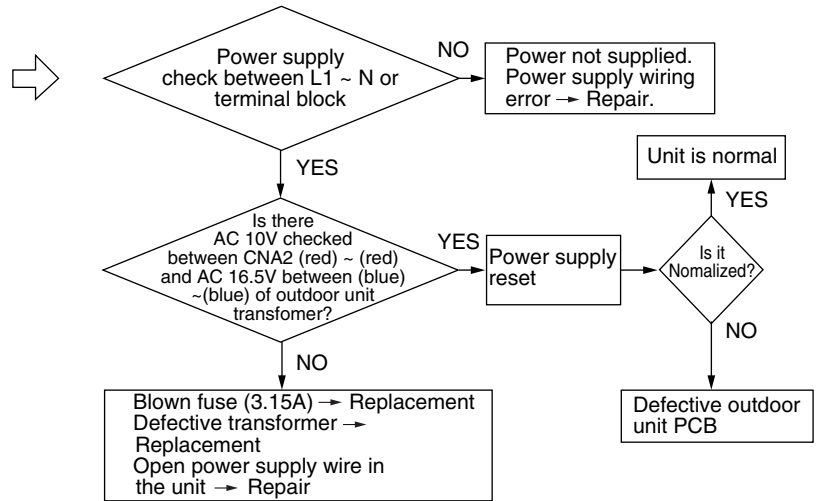 Power supply
check between L1 ~ N or
terminal block
NO
Power not supplied.
Power supply wiring
error → Repair.
YES
Is there
AC 10V checked
between CNA2 (red) ~ (red)
and AC 16.5V between (blue)
~(blue) of outdoor unit
transfomer?
YES
Power supply
reset
Is it
Nomalized?
YES
Unit is normal
NO
Defective outdoor
unit PCB
NO
Blown fuse (3.15A) → Replacement
Defective transformer →
Replacement
Open power supply wire in
the unit → Repair